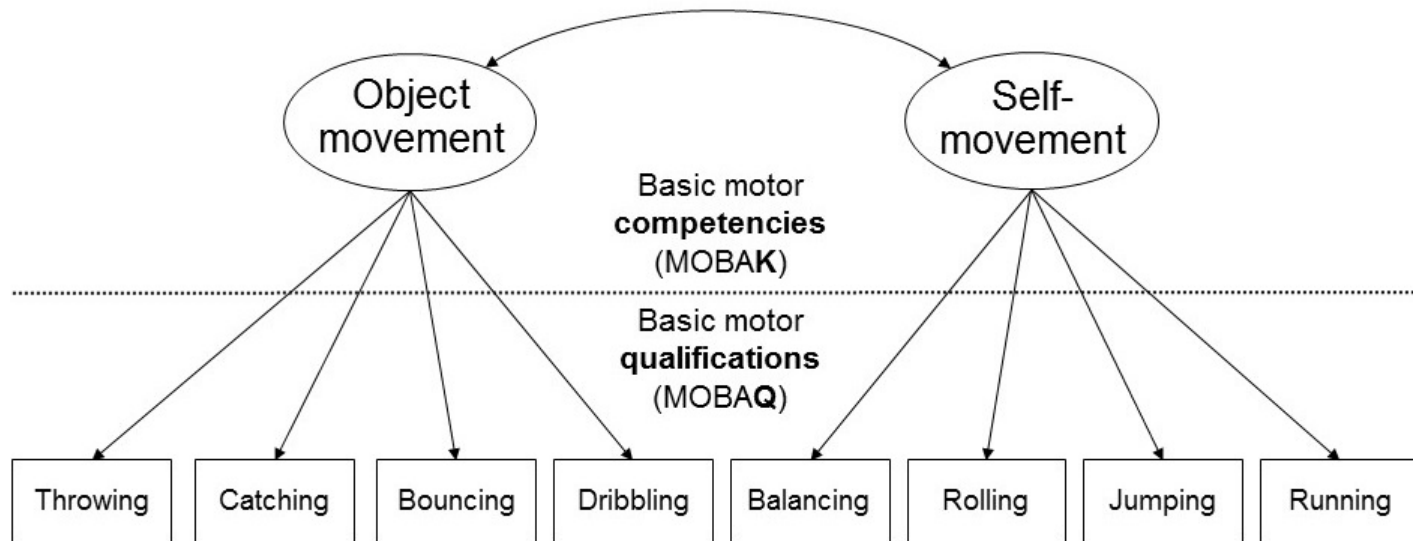 Object
movement
Self-
movement
Basic motor
competencies
(MOBAK)
Basic motor
qualifications
(MOBAQ)
Throwing
Catching
Bouncing
Dribbling
Balancing
Rolling
Jumping
Running